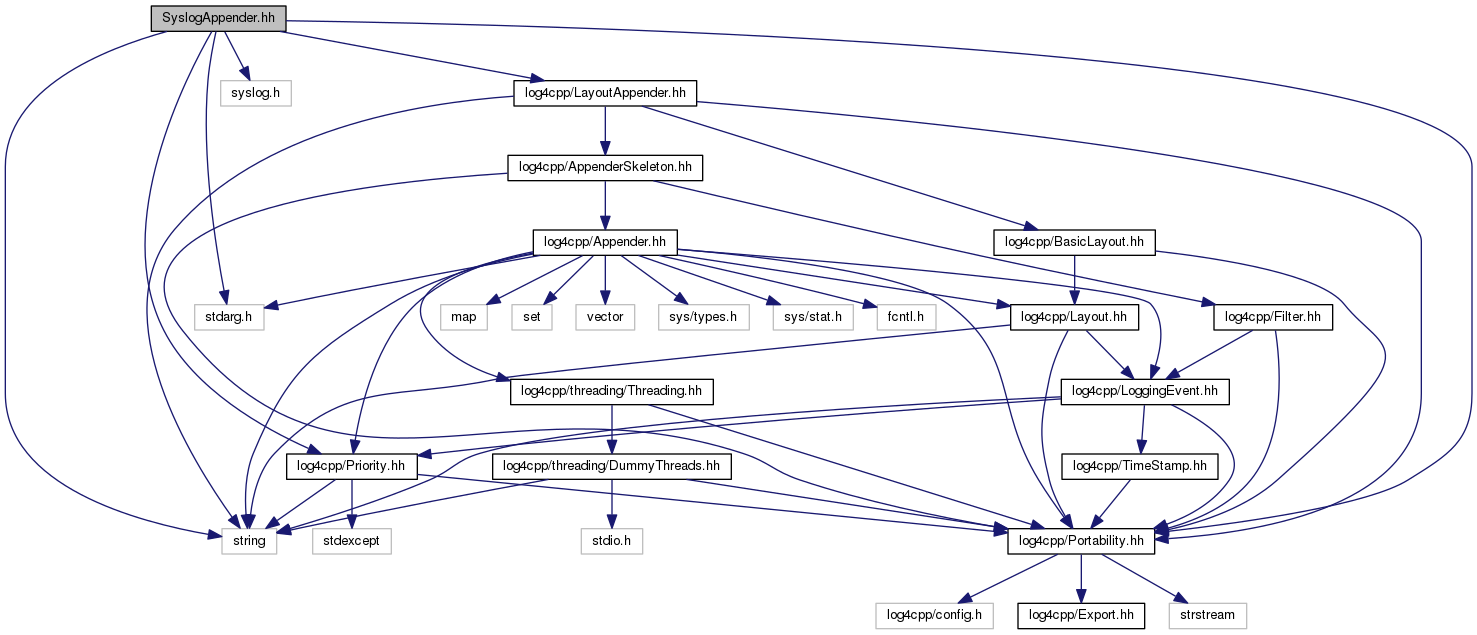 SyslogAppender.hh
syslog.h
log4cpp/LayoutAppender.hh
log4cpp/AppenderSkeleton.hh
log4cpp/Appender.hh
log4cpp/BasicLayout.hh
stdarg.h
map
set
vector
sys/types.h
sys/stat.h
fcntl.h
log4cpp/Layout.hh
log4cpp/Filter.hh
log4cpp/threading/Threading.hh
log4cpp/LoggingEvent.hh
log4cpp/Priority.hh
log4cpp/threading/DummyThreads.hh
log4cpp/TimeStamp.hh
string
stdexcept
stdio.h
log4cpp/Portability.hh
log4cpp/config.h
log4cpp/Export.hh
strstream